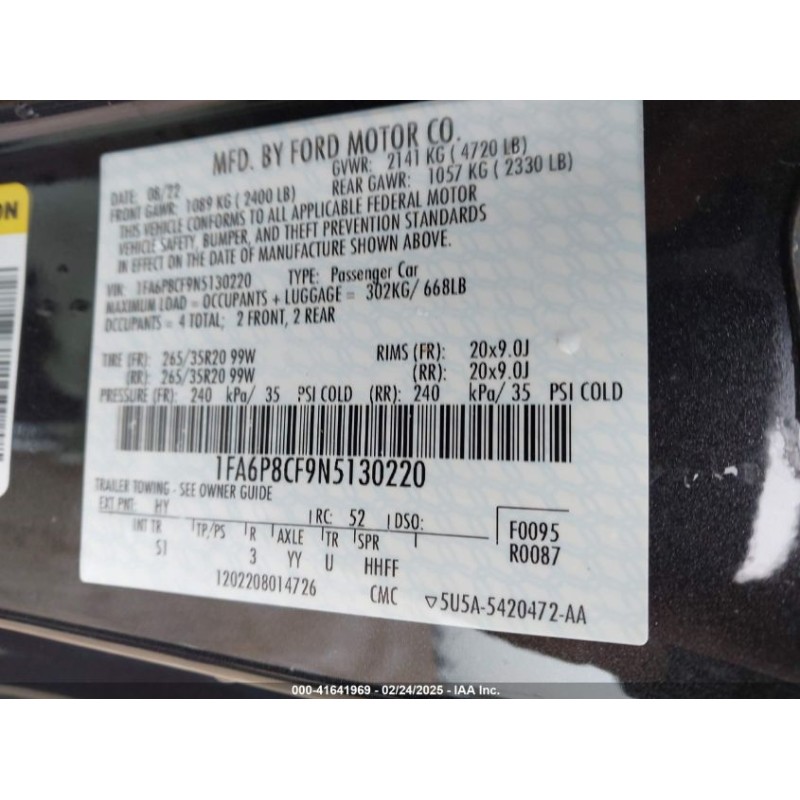 ON
MFD. BY FORD MOTOR CO.
DATE: 08/22 GVWR: 2141 KG ( 4720 LB)
FRONT GAWR: 1089 KG ( 2400 LB) REAR GAWR: 1057 KG ( 2330 LB)
THIS VEHICLE CONFORMS TO ALL APPLICABLE FEDERAL MOTOR
VEHICLE SAFETY, BUMPER, AND THEFT PREVENTION STANDARDS
IN EFFECT ON THE DATE OF MANUFACTURE SHOWN ABOVE.
VIN: 1FA6P8CF9N5130220 TYPE: Passenger Car
MAXIMUM LOAD = OCCUPANTS + LUGGAGE = 302KG/ 668LB
OCCUPANTS = 4 TOTAL; 2 FRONT, 2 REAR
TIRE (FR): 265/35R20 99W RIMS (FR): 20x9.0J
(RR): 265/35R20 99W (RR): 20x9.0J
PRESSURE (FR): 240 kPa/ 35 PSI COLD (RR): 240 kPa/ 35 PSI COLD
1FA6P8CF9N5130220
TRAILER TOWING - SEE OWNER GUIDE
EXT PNT: HY RC: 52 DSO: F0095
INT TR TP/PS R AXLE TR SPR R0087
51 3 YY U HHFF
1202208014726 CMC ▽5U5A-5420472-AA
000-41641969 - 02/24/2025 - IAA Inc.